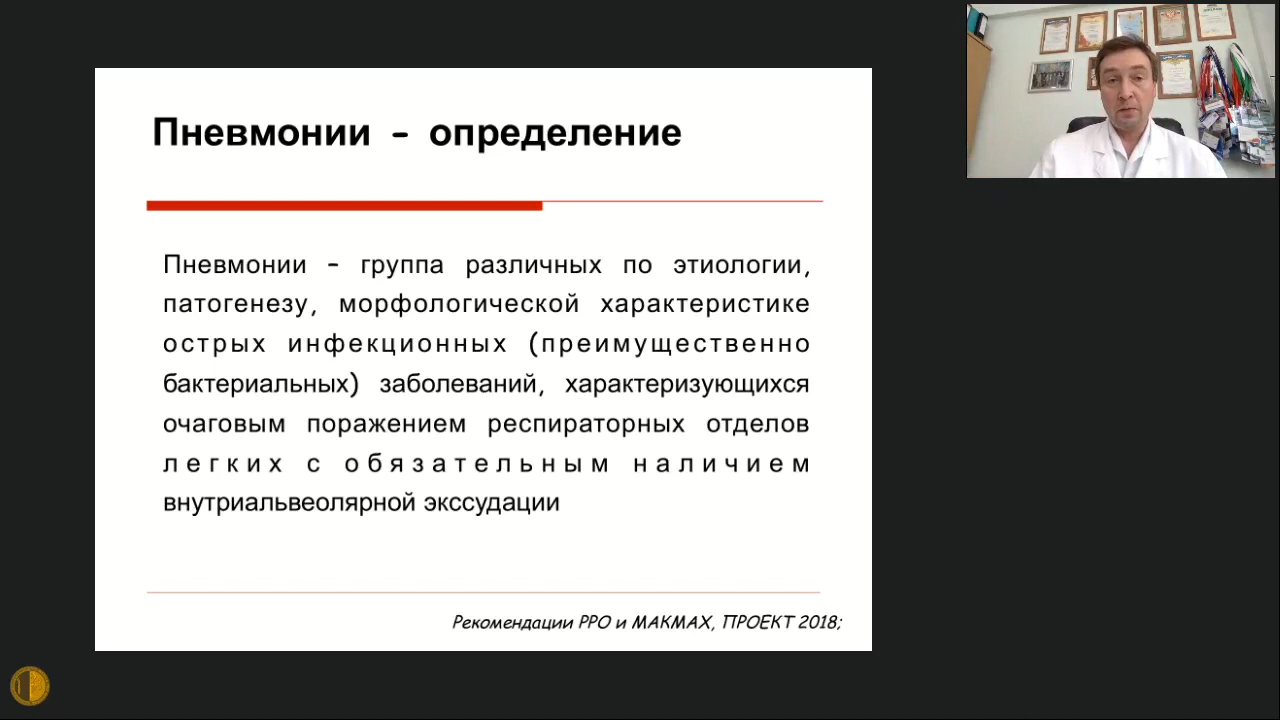 Пневмонии - определение
Пневмонии - группа различных по этиологии,
патогенезу, морфологической характеристике
острых инфекционных (преимущественно
бактериальных) заболеваний, характеризующихся
очаговым поражением респираторных отделов
легких с обязательным наличием
внутриальвеолярной экссудации
Рекомендации РРО и МАКМАХ, ПРОЕКТ 2018;